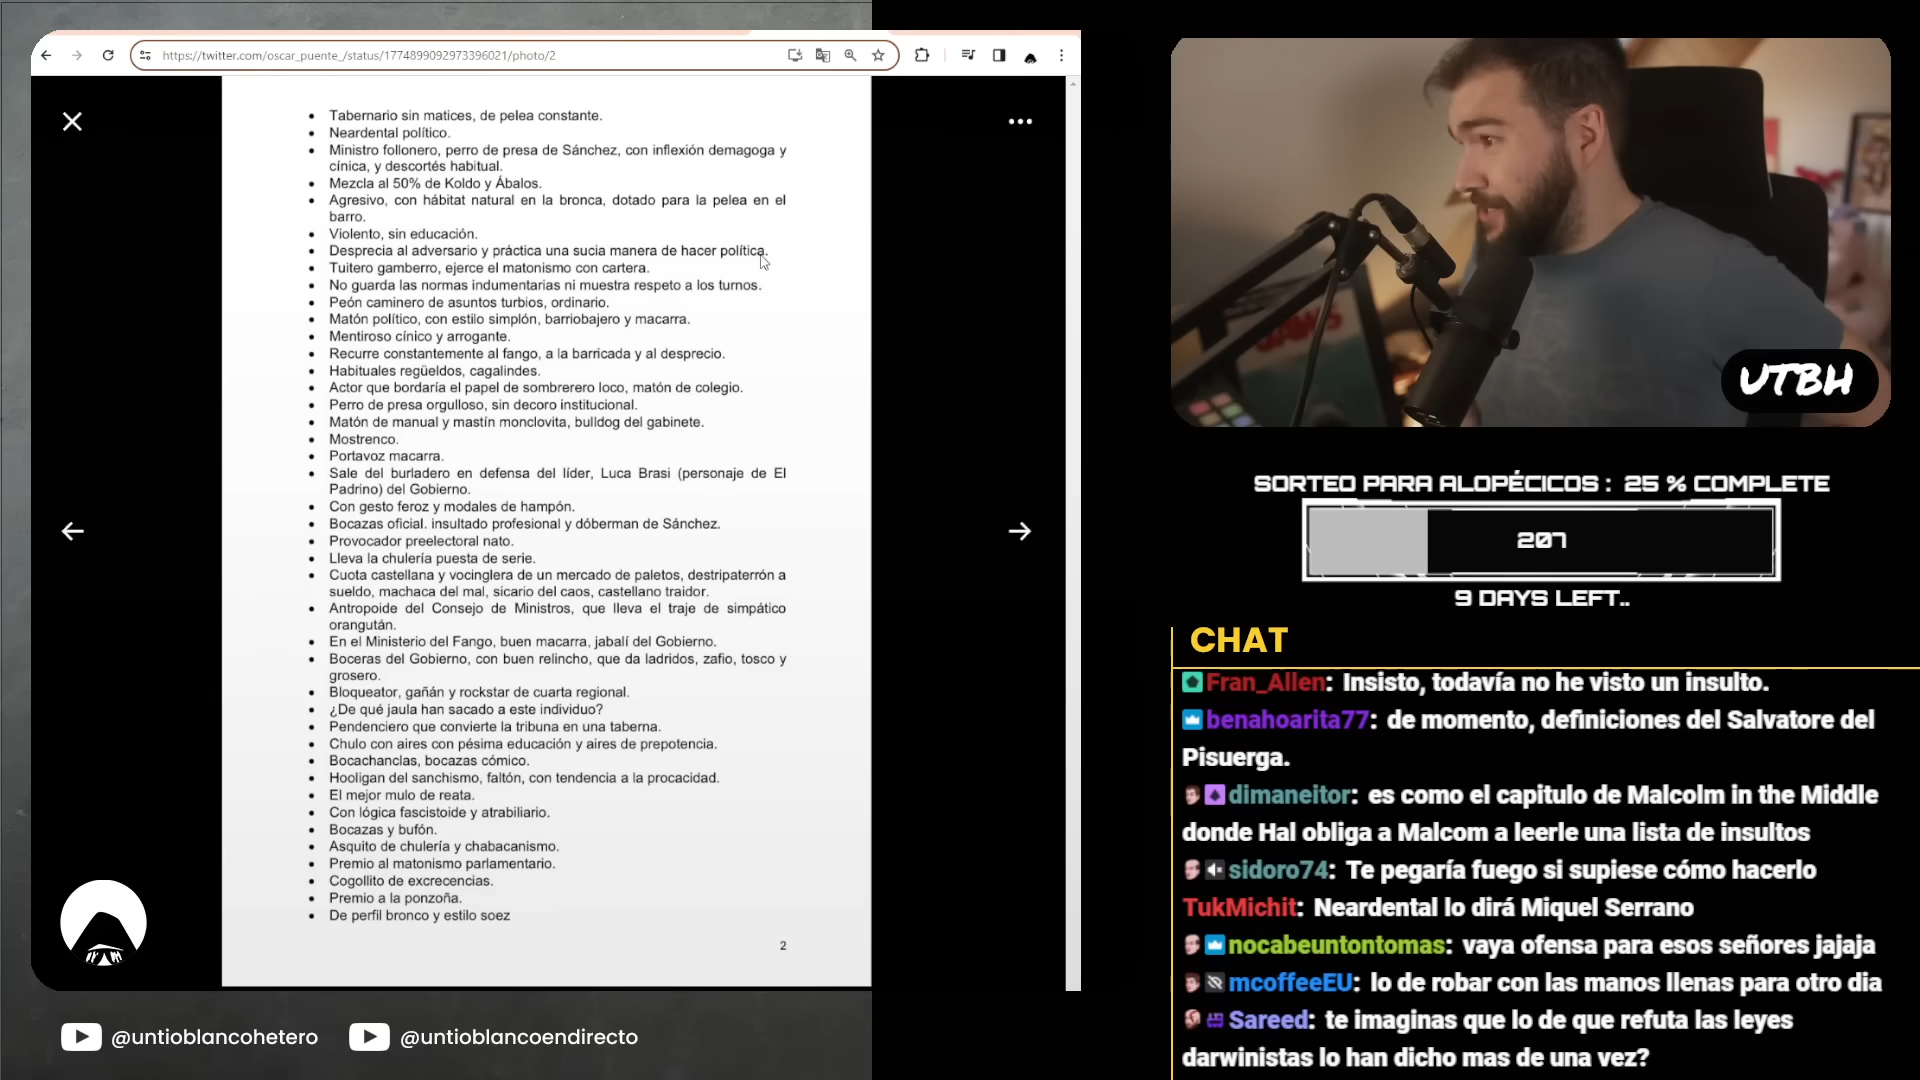 https://twitter.com/oscar_puente_/status/1774899092973396021/photo/2
• Tabernario sin matices, de pelea constante.
• Neardental político.
• Ministro follonero, perro de presa de Sánchez, con inflexión demagoga y
cínica, y descortés habitual.
• Mezcla al 50% de Koldo y Ábalos.
• Agresivo, con hábitat natural en la bronca, dotado para la pelea en el
barro.
• Violento, sin educación.
• Desprecia al adversario y práctica una sucia manera de hacer política.
• Tuitero gamberro, ejerce el matonismo con cartera.
• No guarda las normas indumentarias ni muestra respeto a los turnos.
• Peón caminero de asuntos turbios, ordinario.
• Matón político, con estilo simplón, barriobajero y macarra.
• Mentiroso cínico y arrogante.
• Recurre constantemente al fango, a la barricada y al desprecio.
• Habituales regüeldos, cagalindes.
• Actor que bordaría el papel de sombrerero loco, matón de colegio.
• Perro de presa orgulloso, sin decoro institucional.
• Matón de manual y mastín monclovita, bulldog del gabinete.
• Mostrenco.
• Portavoz macarra.
• Sale del burladero en defensa del líder, Luca Brasi (personaje de El
Padrino) del Gobierno.
• Con gesto feroz y modales de hampón.
• Bocazas oficial. insultado profesional y dóberman de Sánchez.
• Provocador preelectoral nato.
• Lleva la chulería puesta de serie.
• Cuota castellana y vocinglera de un mercado de paletos, destripaterrón a
sueldo, machaca del mal, sicario del caos, castellano traidor.
• Antropoide del Consejo de Ministros, que lleva el traje de simpático
orangután.
• En el Ministerio del Fango, buen macarra, jabalí del Gobierno.
• Boceras del Gobierno, con buen relincho, que da ladridos, zafio, tosco y
grosero.
• Bloqueator, gañán y rockstar de cuarta regional.
• ¿De qué jaula han sacado a este individuo?
• Pendenciero que convierte la tribuna en una taberna.
• Chulo con aires con pésima educación y aires de prepotencia.
• Bocachanclas, bocazas cómico.
• Hooligan del sanchismo, faltón, con tendencia a la procacidad.
• El mejor mulo de reata.
• Con lógica fascistoide y atrabiliario.
• Bocazas y bufón.
• Asquito de chulería y chabacanismo.
• Premio al matonismo parlamentario.
• Cogollito de excrecencias.
• Premio a la ponzoña.
• De perfil bronco y estilo soez
2
@untioblancohetero
@untioblancoendirecto
UTBH
SORTEO PARA ALOPÉCICOS : 25 % COMPLETE
207
9 DAYS LEFT..
CHAT
Fran_Allen: Insisto, todavía no he visto un insulto.
benahoarita77: de momento, definiciones del Salvatore del
Pisuerga.
dimaneitor: es como el capitulo de Malcolm in the Middle
donde Hal obliga a Malcom a leerle una lista de insultos
sidoro74: Te pegaría fuego si supiese cómo hacerlo
TukMichit: Neardental lo dirá Miquel Serrano
nocabeuntontomas: vaya ofensa para esos señores jajaja
mcoffeeEU: lo de robar con las manos llenas para otro dia
Sareed: te imaginas que lo de que refuta las leyes
darwinistas lo han dicho mas de una vez?